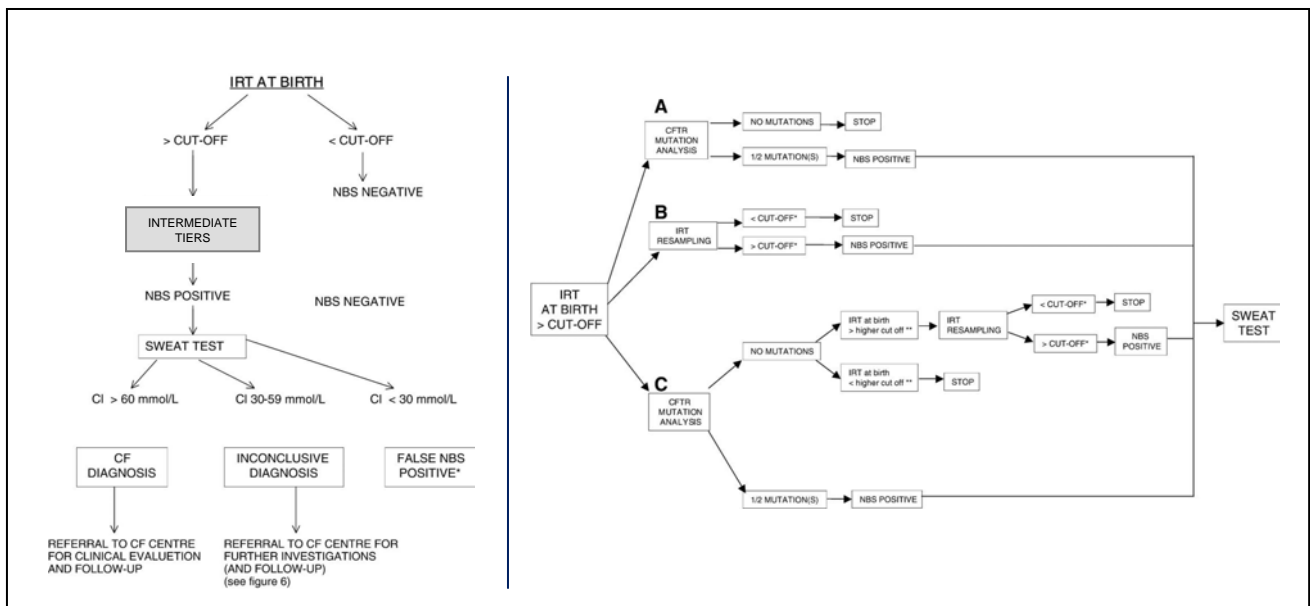 IRT AT BIRTH
> CUT-OFF
< CUT-OFF
NBS NEGATIVE
INTERMEDIATE
TIERS
NBS POSITIVE
NBS NEGATIVE
SWEAT TEST
Cl > 60 mmol/L
Cl 30-59 mmol/L
Cl < 30 mmol/L
CF
DIAGNOSIS
INCONCLUSIVE
DIAGNOSIS
FALSE NBS
POSITIVE*
REFERRAL TO CF CENTRE
FOR CLINICAL EVALUATION
AND FOLLOW-UP
REFERRAL TO CF CENTRE FOR
FURTHER INVESTIGATIONS
(AND FOLLOW-UP)
(see figure 6)
IRT
AT BIRTH
> CUT-OFF
A
CFTR
MUTATION
ANALYSIS
NO MUTATIONS
STOP
1/2 MUTATION(S)
NBS POSITIVE
B
IRT
RESAMPLING
< CUT-OFF*
STOP
> CUT-OFF*
NBS POSITIVE
C
CFTR
MUTATION
ANALYSIS
NO MUTATIONS
IRT at birth
> higher cut off **
IRT
RESAMPLING
< CUT-OFF*
STOP
> CUT-OFF*
NBS
POSITIVE
IRT at birth
< higher cut off **
STOP
1/2 MUTATION(S)
NBS POSITIVE
SWEAT
TEST